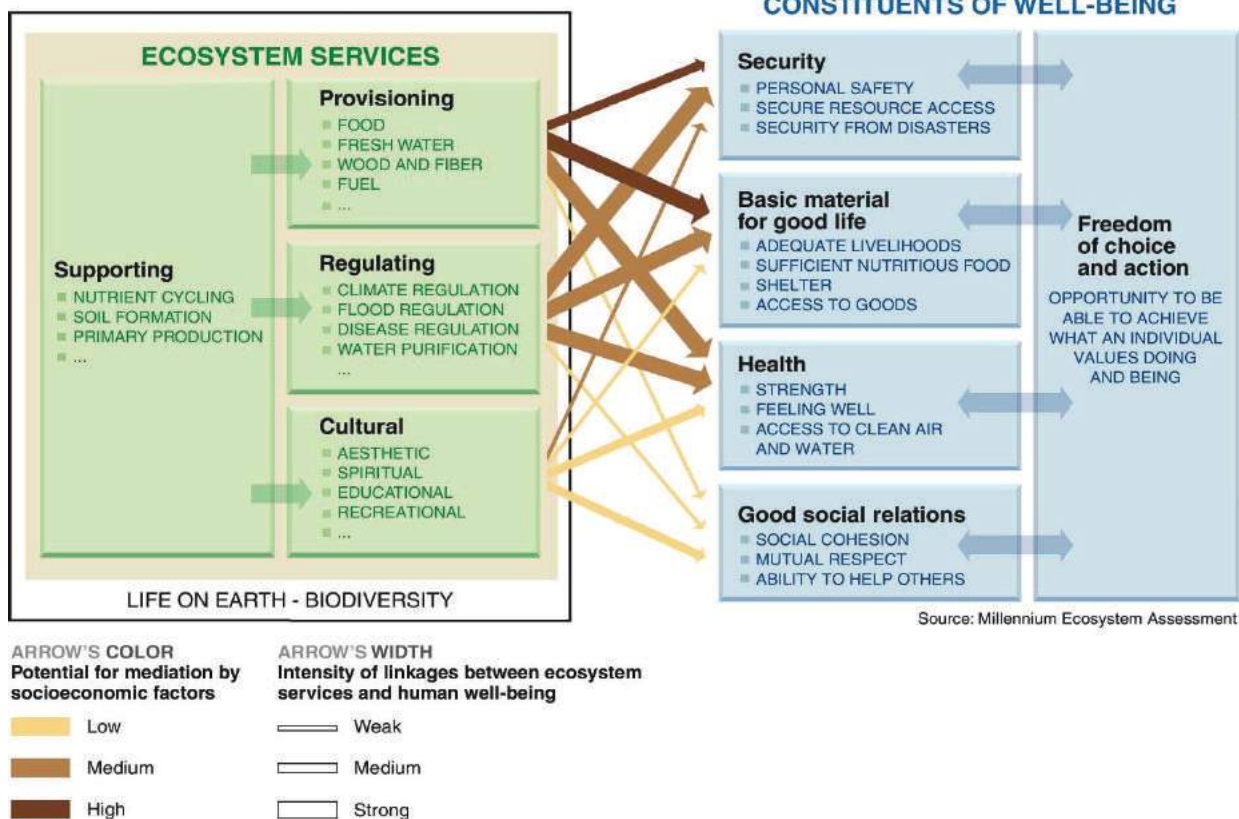 CONSTITUENTS OF WELL-BEING
ECOSYSTEM SERVICES
Supporting
NUTRIENT CYCLING
SOIL FORMATION
PRIMARY PRODUCTION
...
Provisioning
FOOD
FRESH WATER
WOOD AND FIBER
FUEL
...
Regulating
CLIMATE REGULATION
FLOOD REGULATION
DISEASE REGULATION
WATER PURIFICATION
...
Cultural
AESTHETIC
SPIRITUAL
EDUCATIONAL
RECREATIONAL
...
LIFE ON EARTH - BIODIVERSITY
Security
PERSONAL SAFETY
SECURE RESOURCE ACCESS
SECURITY FROM DISASTERS
Basic material
for good life
ADEQUATE LIVELIHOODS
SUFFICIENT NUTRITIOUS FOOD
SHELTER
ACCESS TO GOODS
Health
STRENGTH
FEELING WELL
ACCESS TO CLEAN AIR
AND WATER
Good social relations
SOCIAL COHESION
MUTUAL RESPECT
ABILITY TO HELP OTHERS
Freedom
of choice
and action
OPPORTUNITY TO BE
ABLE TO ACHIEVE
WHAT AN INDIVIDUAL
VALUES DOING
AND BEING
Source: Millennium Ecosystem Assessment
ARROW'S COLOR
Potential for mediation by
socioeconomic factors
Low
Medium
High
ARROW'S WIDTH
Intensity of linkages between ecosystem
services and human well-being
Weak
Medium
Strong